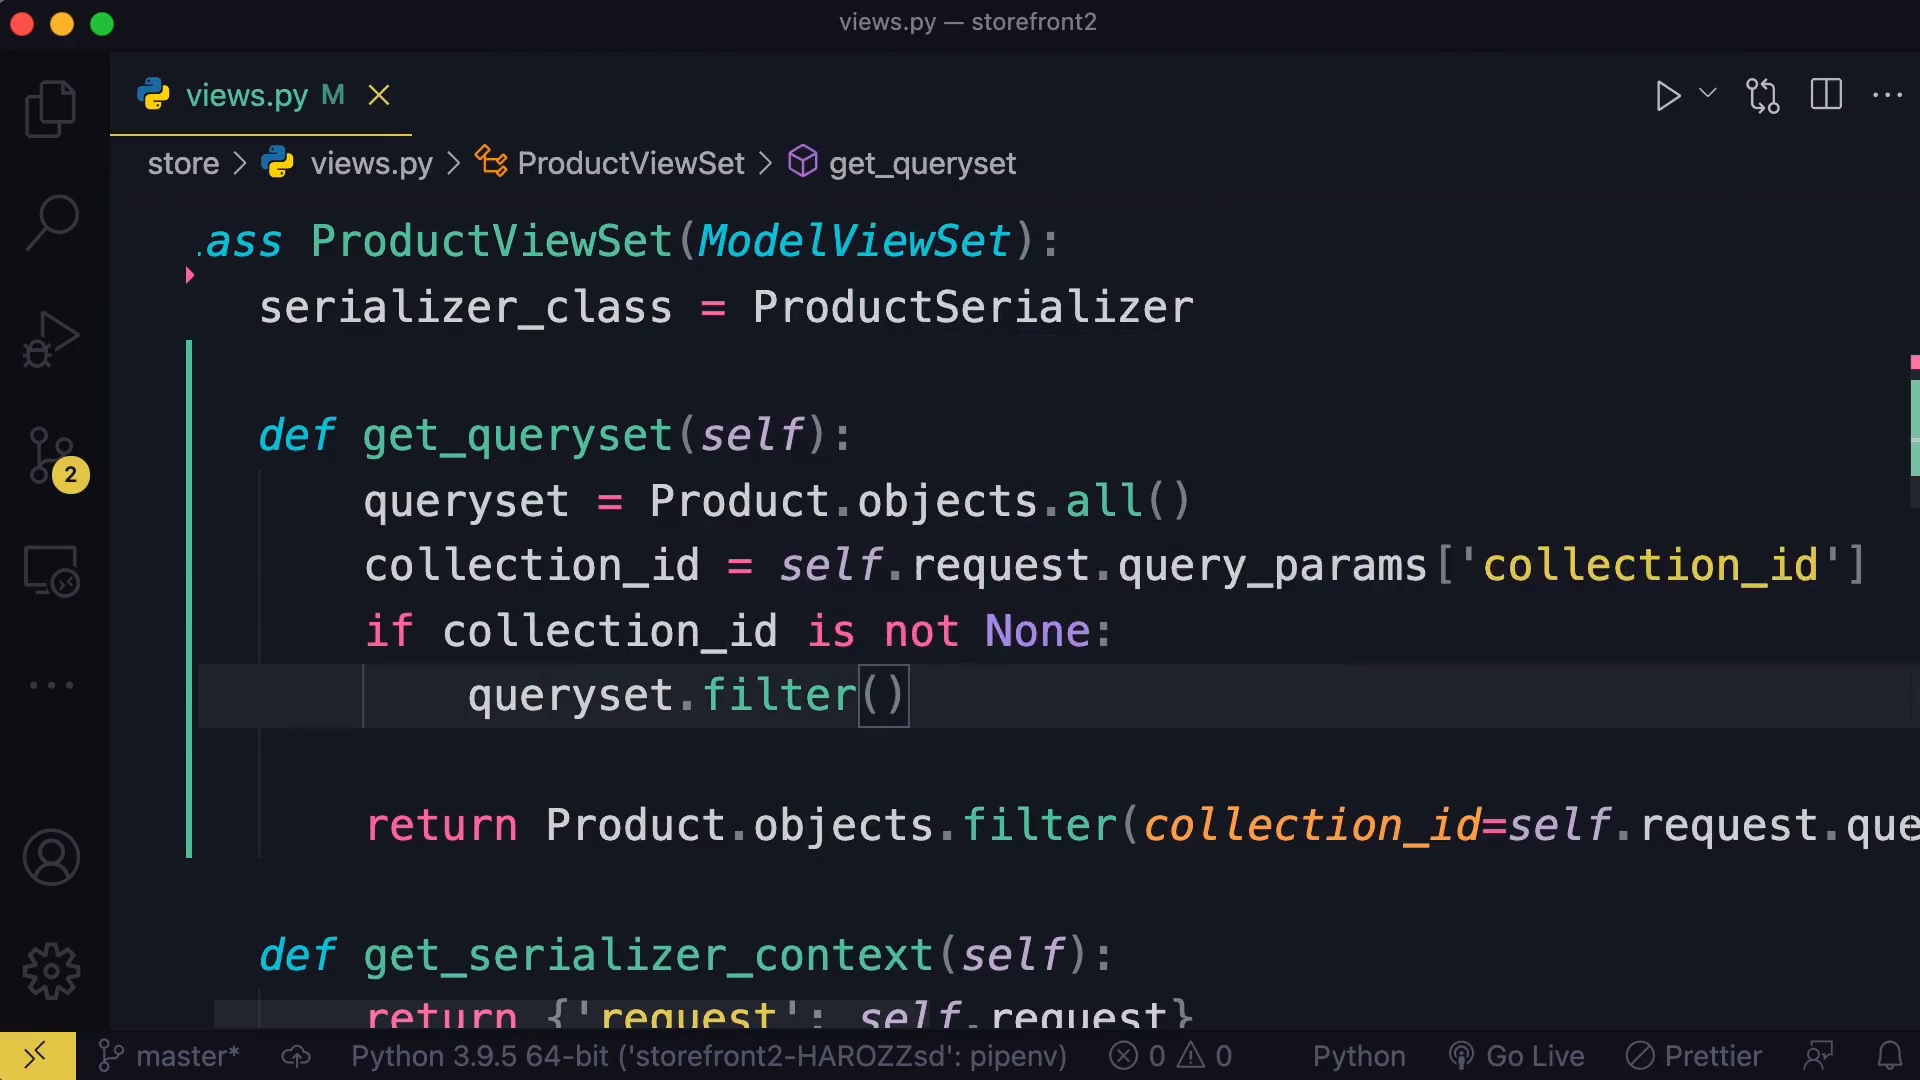 views.py — storefront2
views.py M
store > views.py > ProductViewSet > get_queryset
ass ProductViewSet(ModelViewSet):
serializer_class = ProductSerializer
def get_queryset(self):
queryset = Product.objects.all()
collection_id = self.request.query_params['collection_id']
if collection_id is not None:
queryset.filter()
return Product.objects.filter(collection_id=self.request.que
def get_serializer_context(self):
return {'request': self.request}
2
master* Python 3.9.5 64-bit ('storefront2-HAROZZsd': pipenv) 0 0 Python Go Live Prettier